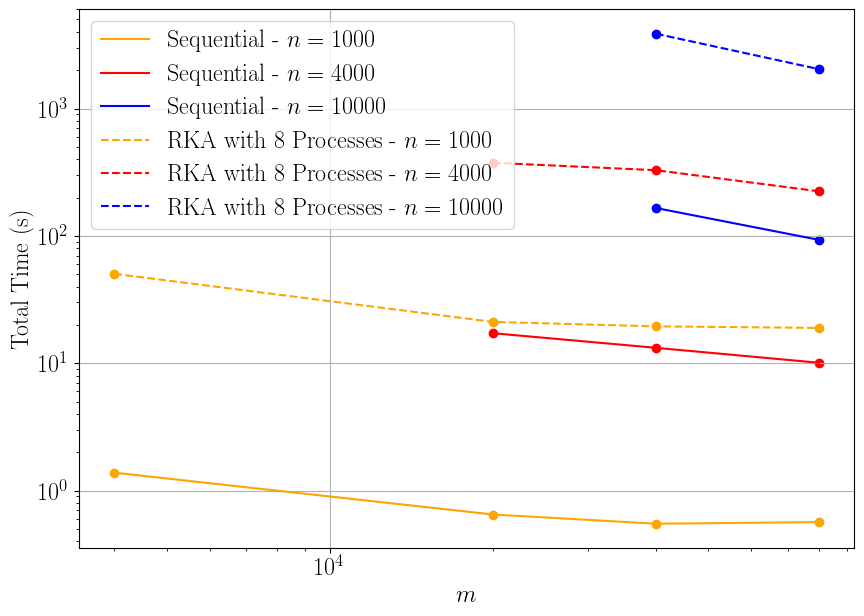 Sequential - n = 1000
Sequential - n = 4000
Sequential - n = 10000
RKA with 8 Processes - n = 1000
RKA with 8 Processes - n = 4000
RKA with 8 Processes - n = 10000
Total Time (s)
10³
10²
10¹
10⁰
10⁴
m